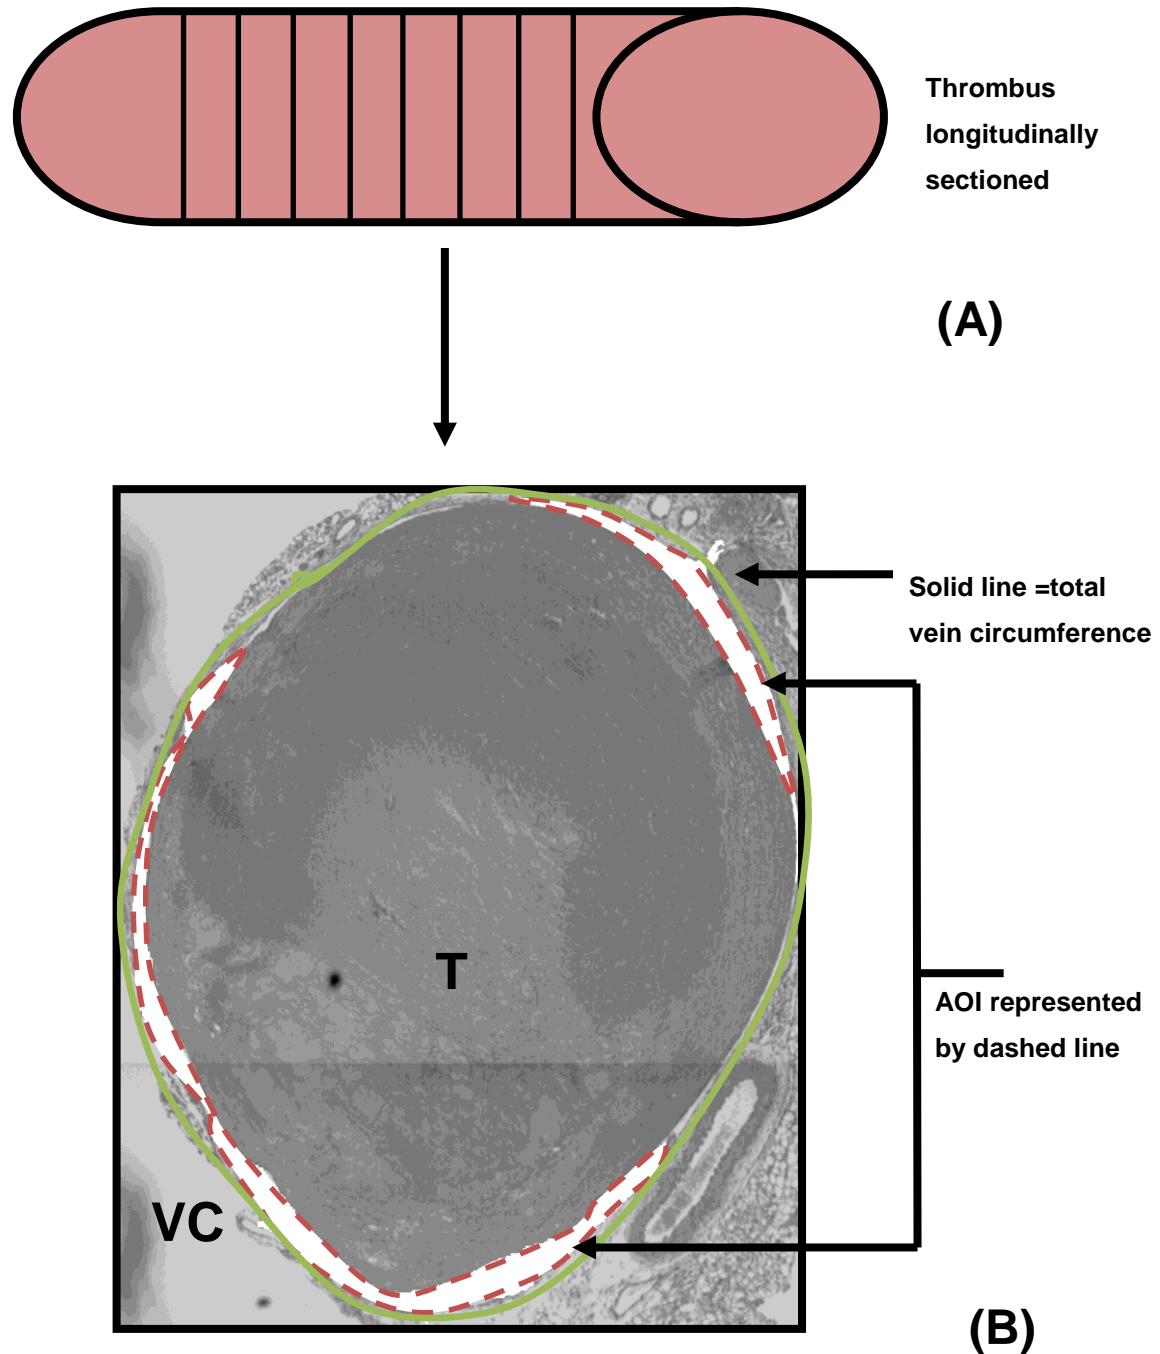 Thrombus
longitudinally
sectioned
(A)
Solid line =total
vein circumference
T
AOI represented
by dashed line
VC
(B)